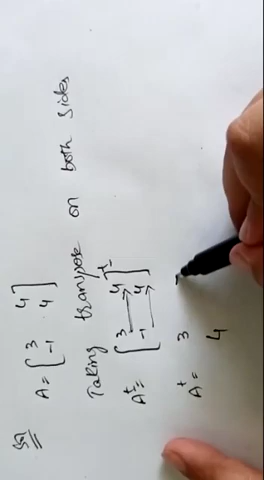 Sol
A = [ 3 4
-1 4 ]
Taking transpose on both sides
Aᵗ = [ 3 4
-1 4 ]ᵗ
Aᵗ = 3 -
4